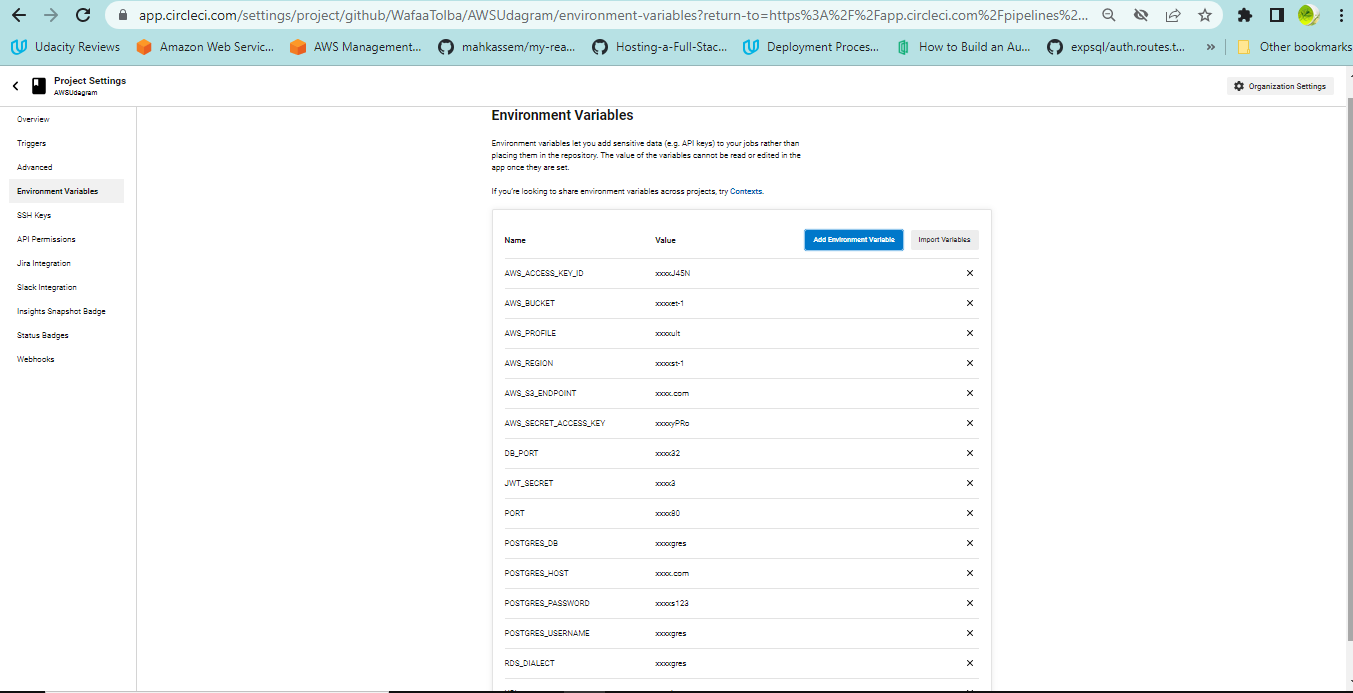 app.circleci.com/settings/project/github/WafaaTolba/AWSUdagram/environment-variables?return-to=https%3A%2F%2Fapp.circleci.com%2Fpipelines%2...
Udacity Reviews
Amazon Web Servic...
AWS Management...
mahkassem/my-rea...
Hosting-a-Full-Stac...
Deployment Proces...
How to Build an Au...
expsql/auth.routes.t...
»
Other bookmarks
Project Settings
AWSUdagram
Organization Settings
Overview
Triggers
Advanced
Environment Variables
SSH Keys
API Permissions
Jira Integration
Slack Integration
Insights Snapshot Badge
Status Badges
Webhooks
Environment Variables
Environment variables let you add sensitive data (e.g. API keys) to your jobs rather than
placing them in the repository. The value of the variables cannot be read or edited in the
app once they are set.
If you're looking to share environment variables across projects, try Contexts.
Name Value Add Environment Variable Import Variables
AWS_ACCESS_KEY_ID xxxxJ45N
AWS_BUCKET xxxxet-1
AWS_PROFILE xxxxult
AWS_REGION xxxxst-1
AWS_S3_ENDPOINT xxxx.com
AWS_SECRET_ACCESS_KEY xxxxyPRo
DB_PORT xxxx32
JWT_SECRET xxxx3
PORT xxxx80
POSTGRES_DB xxxxgres
POSTGRES_HOST xxxx.com
POSTGRES_PASSWORD xxxxs123
POSTGRES_USERNAME xxxxgres
RDS_DIALECT xxxxgres